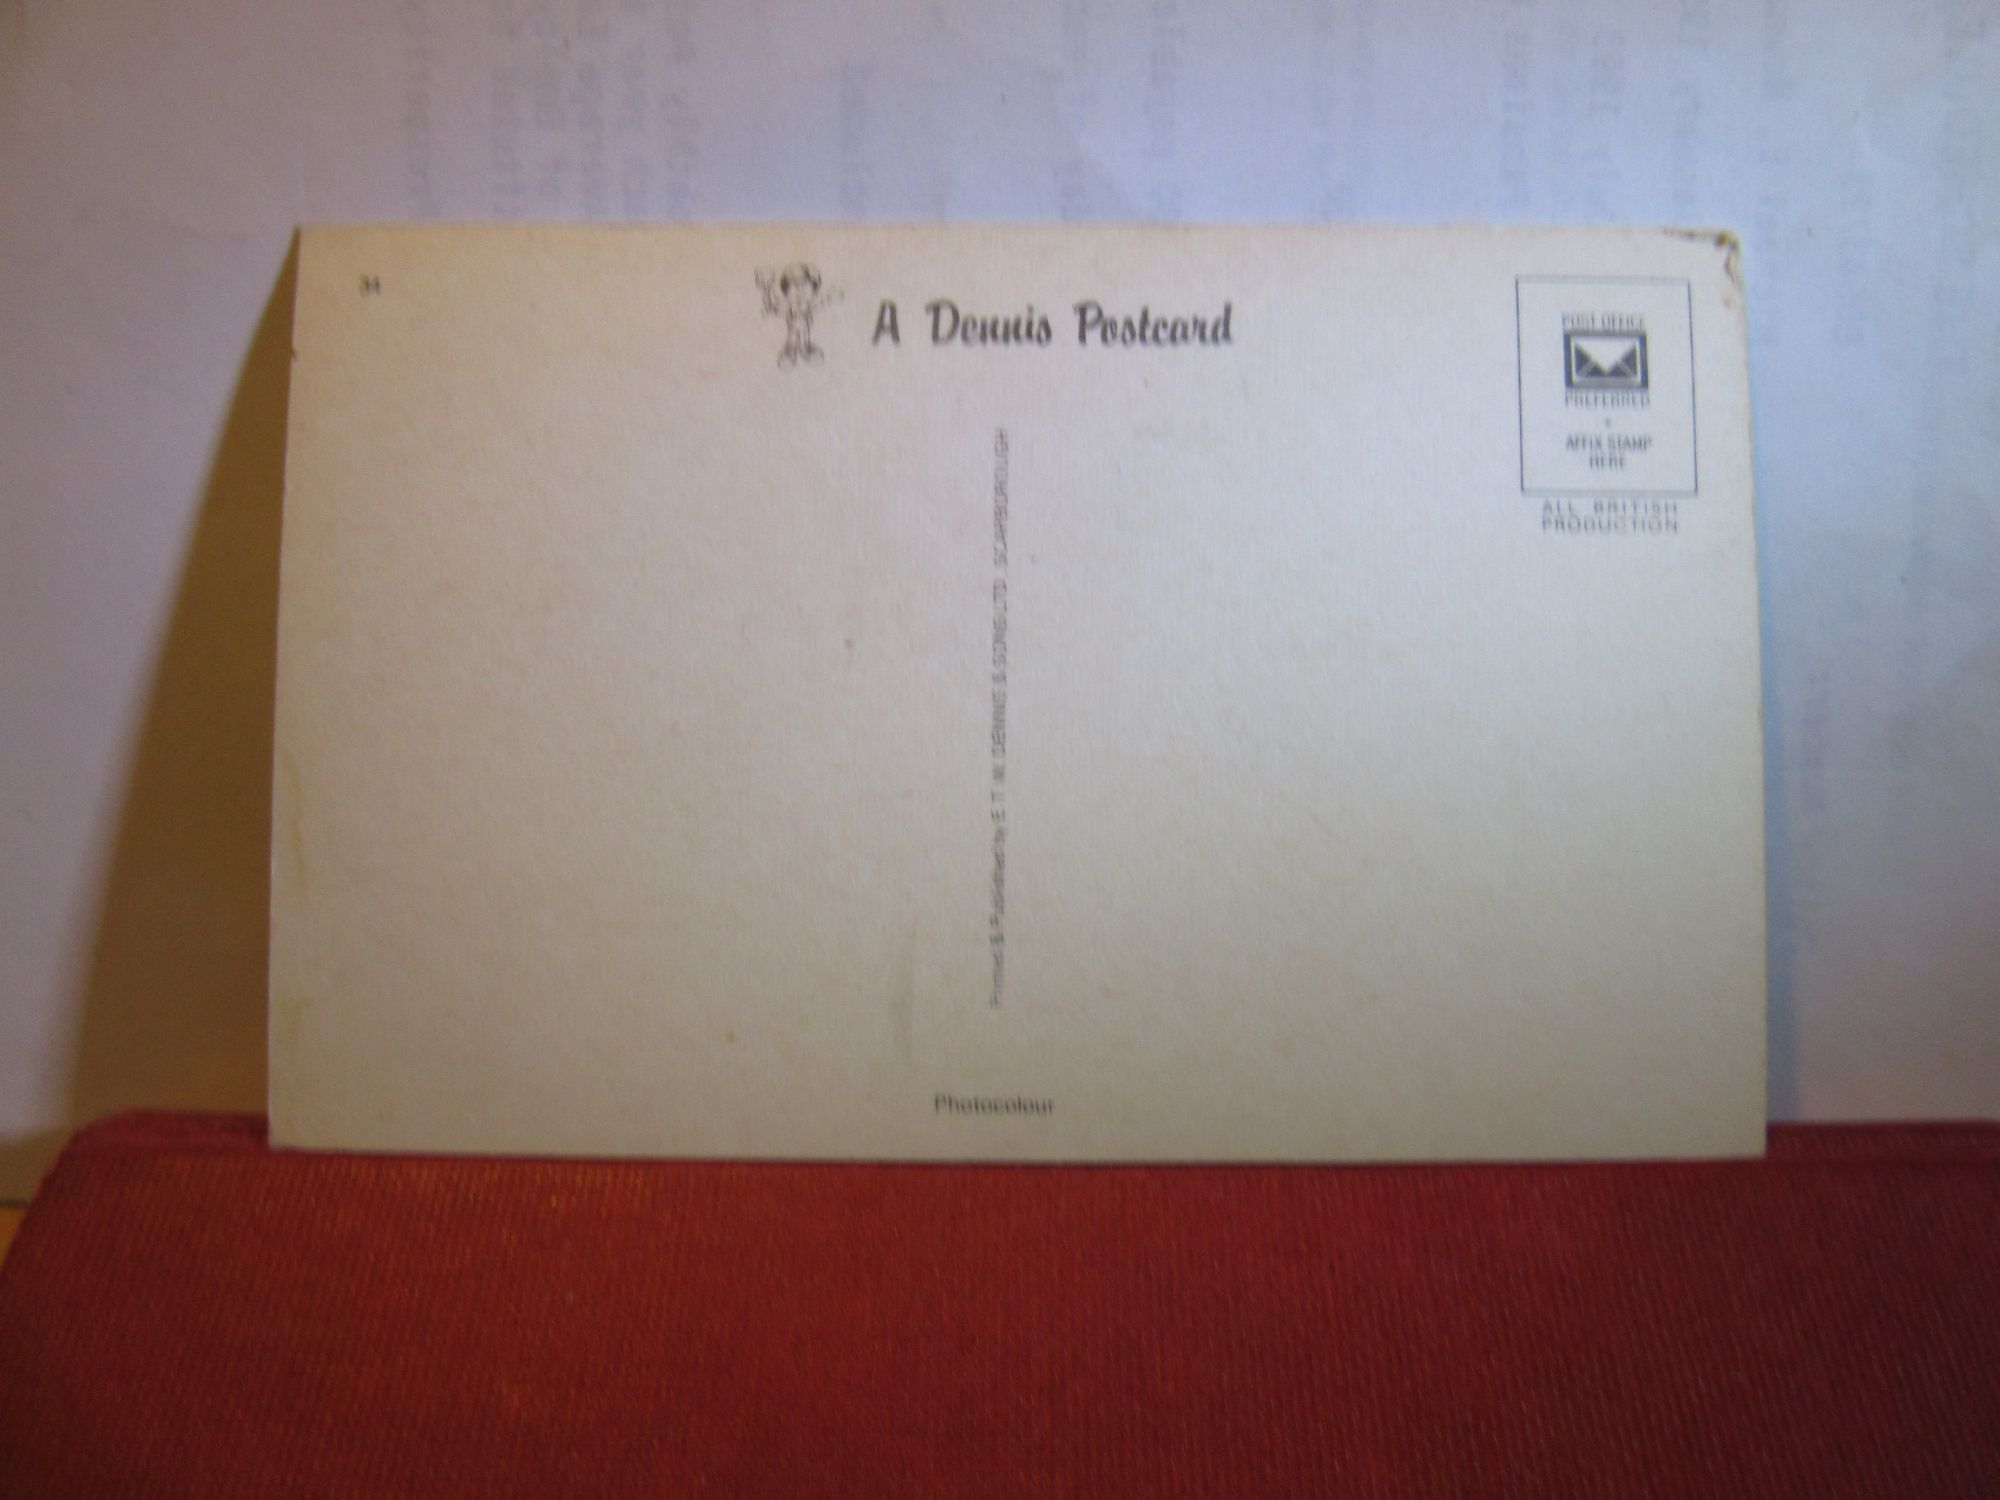 34
A Dennis Postcard
POST OFFICE
PREFERRED
AFFIX STAMP
HERE
ALL BRITISH
PRODUCTION
Printed & Published by E. T. W. DENNIS & SONS LTD SCARBOROUGH
Photocolour